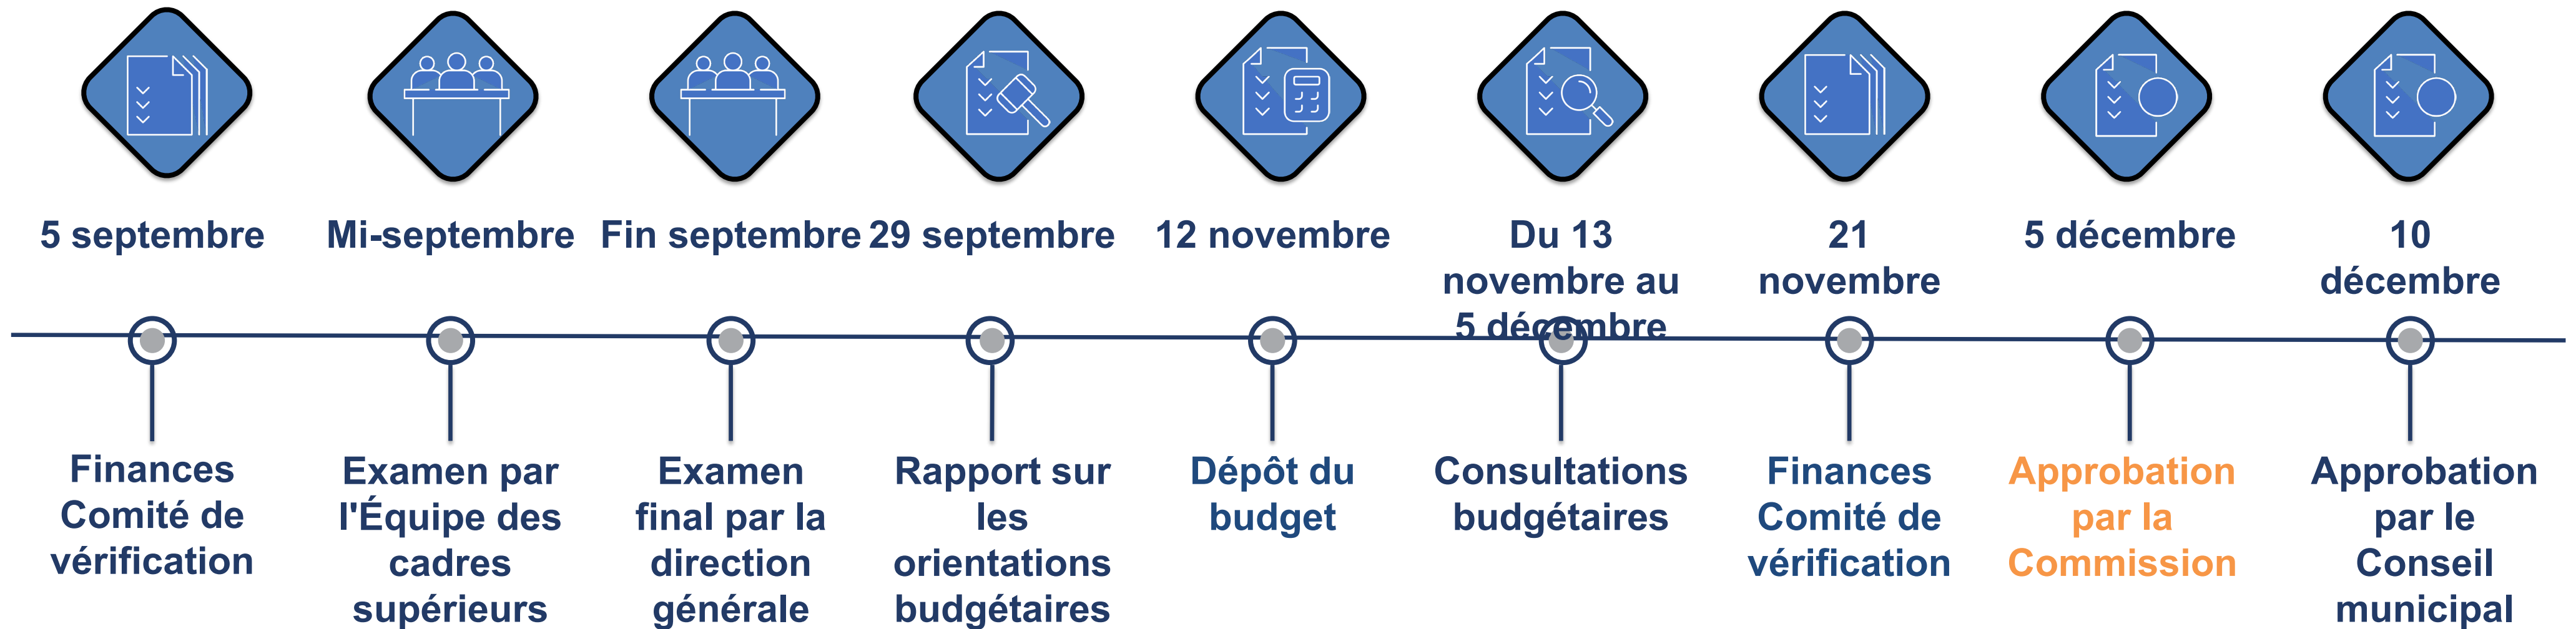 5 septembre
Mi-septembre
Fin septembre
29 septembre
12 novembre
Du 13
novembre au
5 décembre
21
novembre
5 décembre
10
décembre
Finances
Comité de
vérification
Examen par
l'Équipe des
cadres
supérieurs
Examen
final par la
direction
générale
Rapport sur
les
orientations
budgétaires
Dépôt du
budget
Consultations
budgétaires
Finances
Comité de
vérification
Approbation
par la
Commission
Approbation
par le
Conseil
municipal